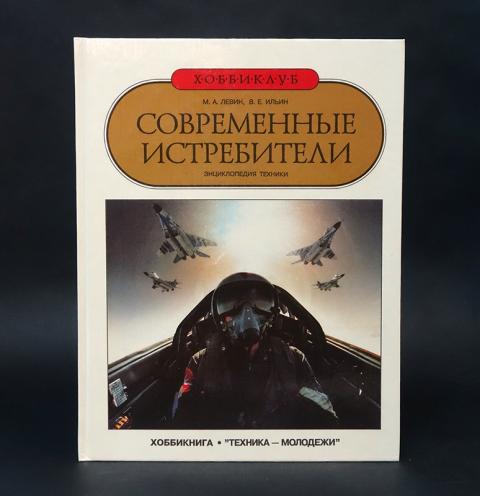 ХОББИКЛУБ
М. А. ЛЕВИН, В. Е. ИЛЬИН
СОВРЕМЕННЫЕ
ИСТРЕБИТЕЛИ
ЭНЦИКЛОПЕДИЯ ТЕХНИКИ
ХОББИКНИГА • "ТЕХНИКА — МОЛОДЕЖИ"